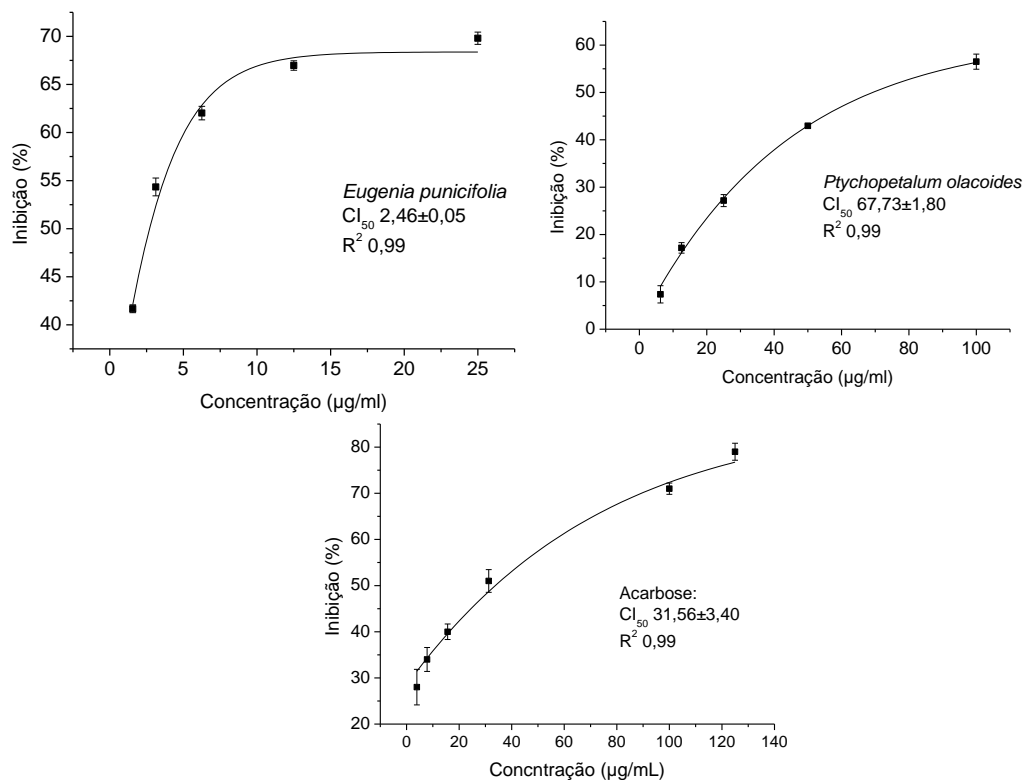 70
65
60
55
50
45
40
Inibição (%)
Eugenia punicifolia
CI50 2,46±0,05
R2 0,99
0 5 10 15 20 25
Concentração (µg/ml)
60
50
40
30
20
10
0
Inibição (%)
Ptychopetalum olacoides
CI50 67,73±1,80
R2 0,99
0 20 40 60 80 100
Concentração (µg/ml)
80
70
60
50
40
30
20
Inibição (%)
Acarbose:
CI50 31,56±3,40
R2 0,99
0 20 40 60 80 100 120 140
Concntração (µg/mL)